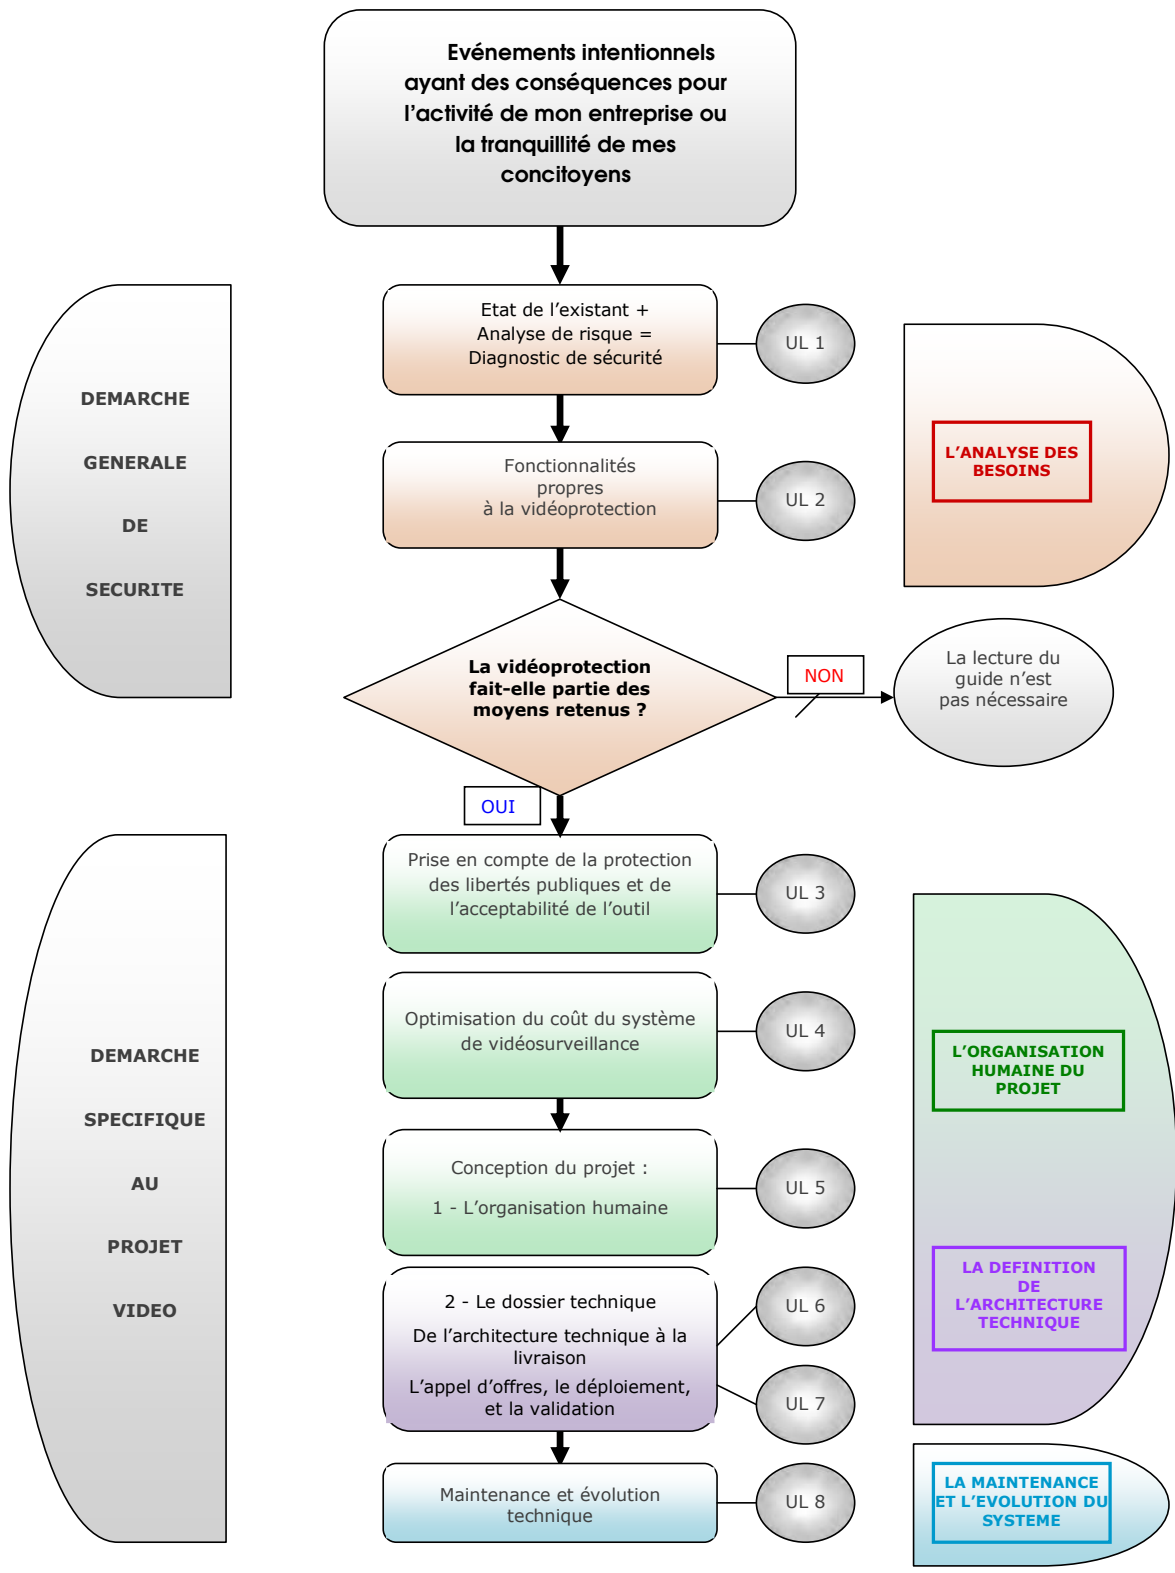 Evénements intentionnels
ayant des conséquences pour
l'activité de mon entreprise ou
la tranquillité de mes
concitoyens
DEMARCHE
GENERALE
DE
SECURITE
Etat de l'existant +
Analyse de risque =
Diagnostic de sécurité
UL 1
Fonctionnalités
propres
à la vidéoprotection
UL 2
L'ANALYSE DES
BESOINS
La vidéoprotection
fait-elle partie des
moyens retenus ?
NON
La lecture du
guide n'est
pas nécessaire
OUI
DEMARCHE
SPECIFIQUE
AU
PROJET
VIDEO
Prise en compte de la protection
des libertés publiques et de
l'acceptabilité de l'outil
UL 3
Optimisation du coût du système
de vidéosurveillance
UL 4
Conception du projet :
1 - L'organisation humaine
UL 5
2 - Le dossier technique
De l'architecture technique à la
livraison
L'appel d'offres, le déploiement,
et la validation
UL 6
UL 7
Maintenance et évolution
technique
UL 8
L'ORGANISATION
HUMAINE DU
PROJET
LA DEFINITION
DE
L'ARCHITECTURE
TECHNIQUE
LA MAINTENANCE
ET L'EVOLUTION DU
SYSTEME